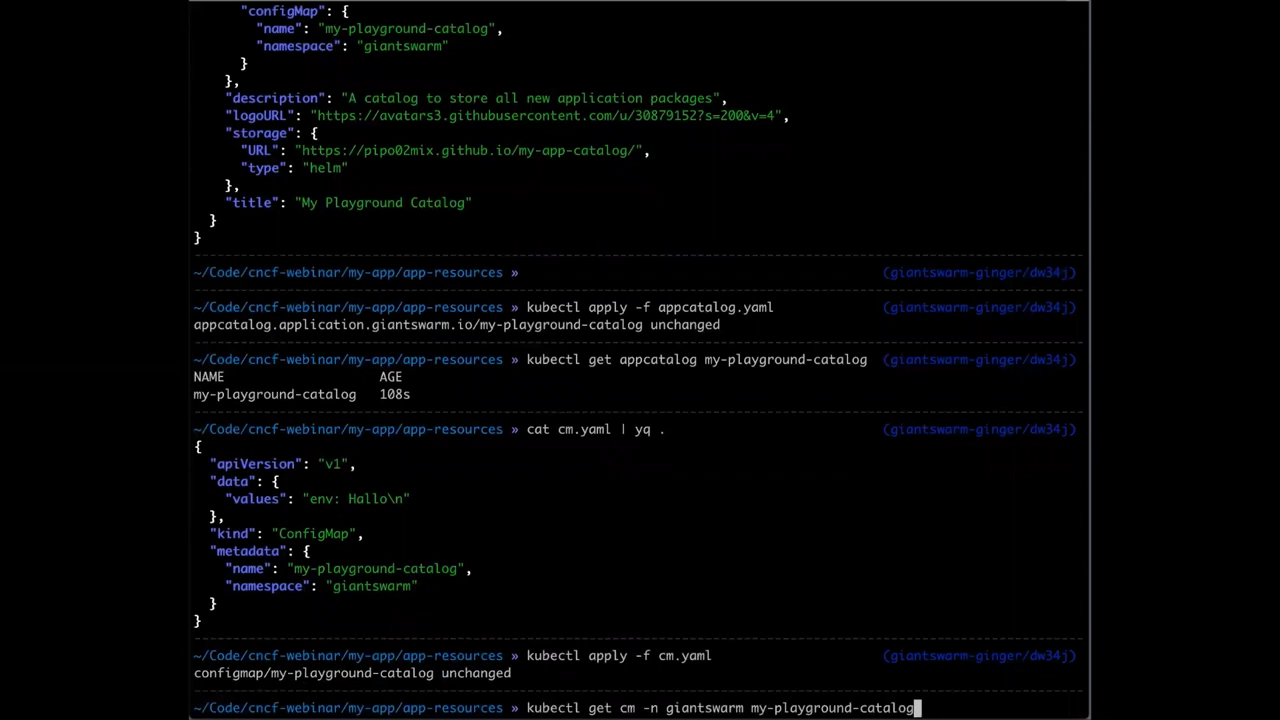 "configMap": {
"name": "my-playground-catalog",
"namespace": "giantswarm"
}
},
"description": "A catalog to store all new application packages",
"logoURL": "https://avatars3.githubusercontent.com/u/30879152?s=200&v=4",
"storage": {
"URL": "https://pipo02mix.github.io/my-app-catalog/",
"type": "helm"
},
"title": "My Playground Catalog"
}
}
~/Code/cncf-webinar/my-app/app-resources » (giantswarm-ginger/dw34j)
~/Code/cncf-webinar/my-app/app-resources » kubectl apply -f appcatalog.yaml (giantswarm-ginger/dw34j)
appcatalog.application.giantswarm.io/my-playground-catalog unchanged
~/Code/cncf-webinar/my-app/app-resources » kubectl get appcatalog my-playground-catalog (giantswarm-ginger/dw34j)
NAME AGE
my-playground-catalog 108s
~/Code/cncf-webinar/my-app/app-resources » cat cm.yaml | yq . (giantswarm-ginger/dw34j)
{
"apiVersion": "v1",
"data": {
"values": "env: Hallo\n"
},
"kind": "ConfigMap",
"metadata": {
"name": "my-playground-catalog",
"namespace": "giantswarm"
}
}
~/Code/cncf-webinar/my-app/app-resources » kubectl apply -f cm.yaml (giantswarm-ginger/dw34j)
configmap/my-playground-catalog unchanged
~/Code/cncf-webinar/my-app/app-resources » kubectl get cm -n giantswarm my-playground-catalog